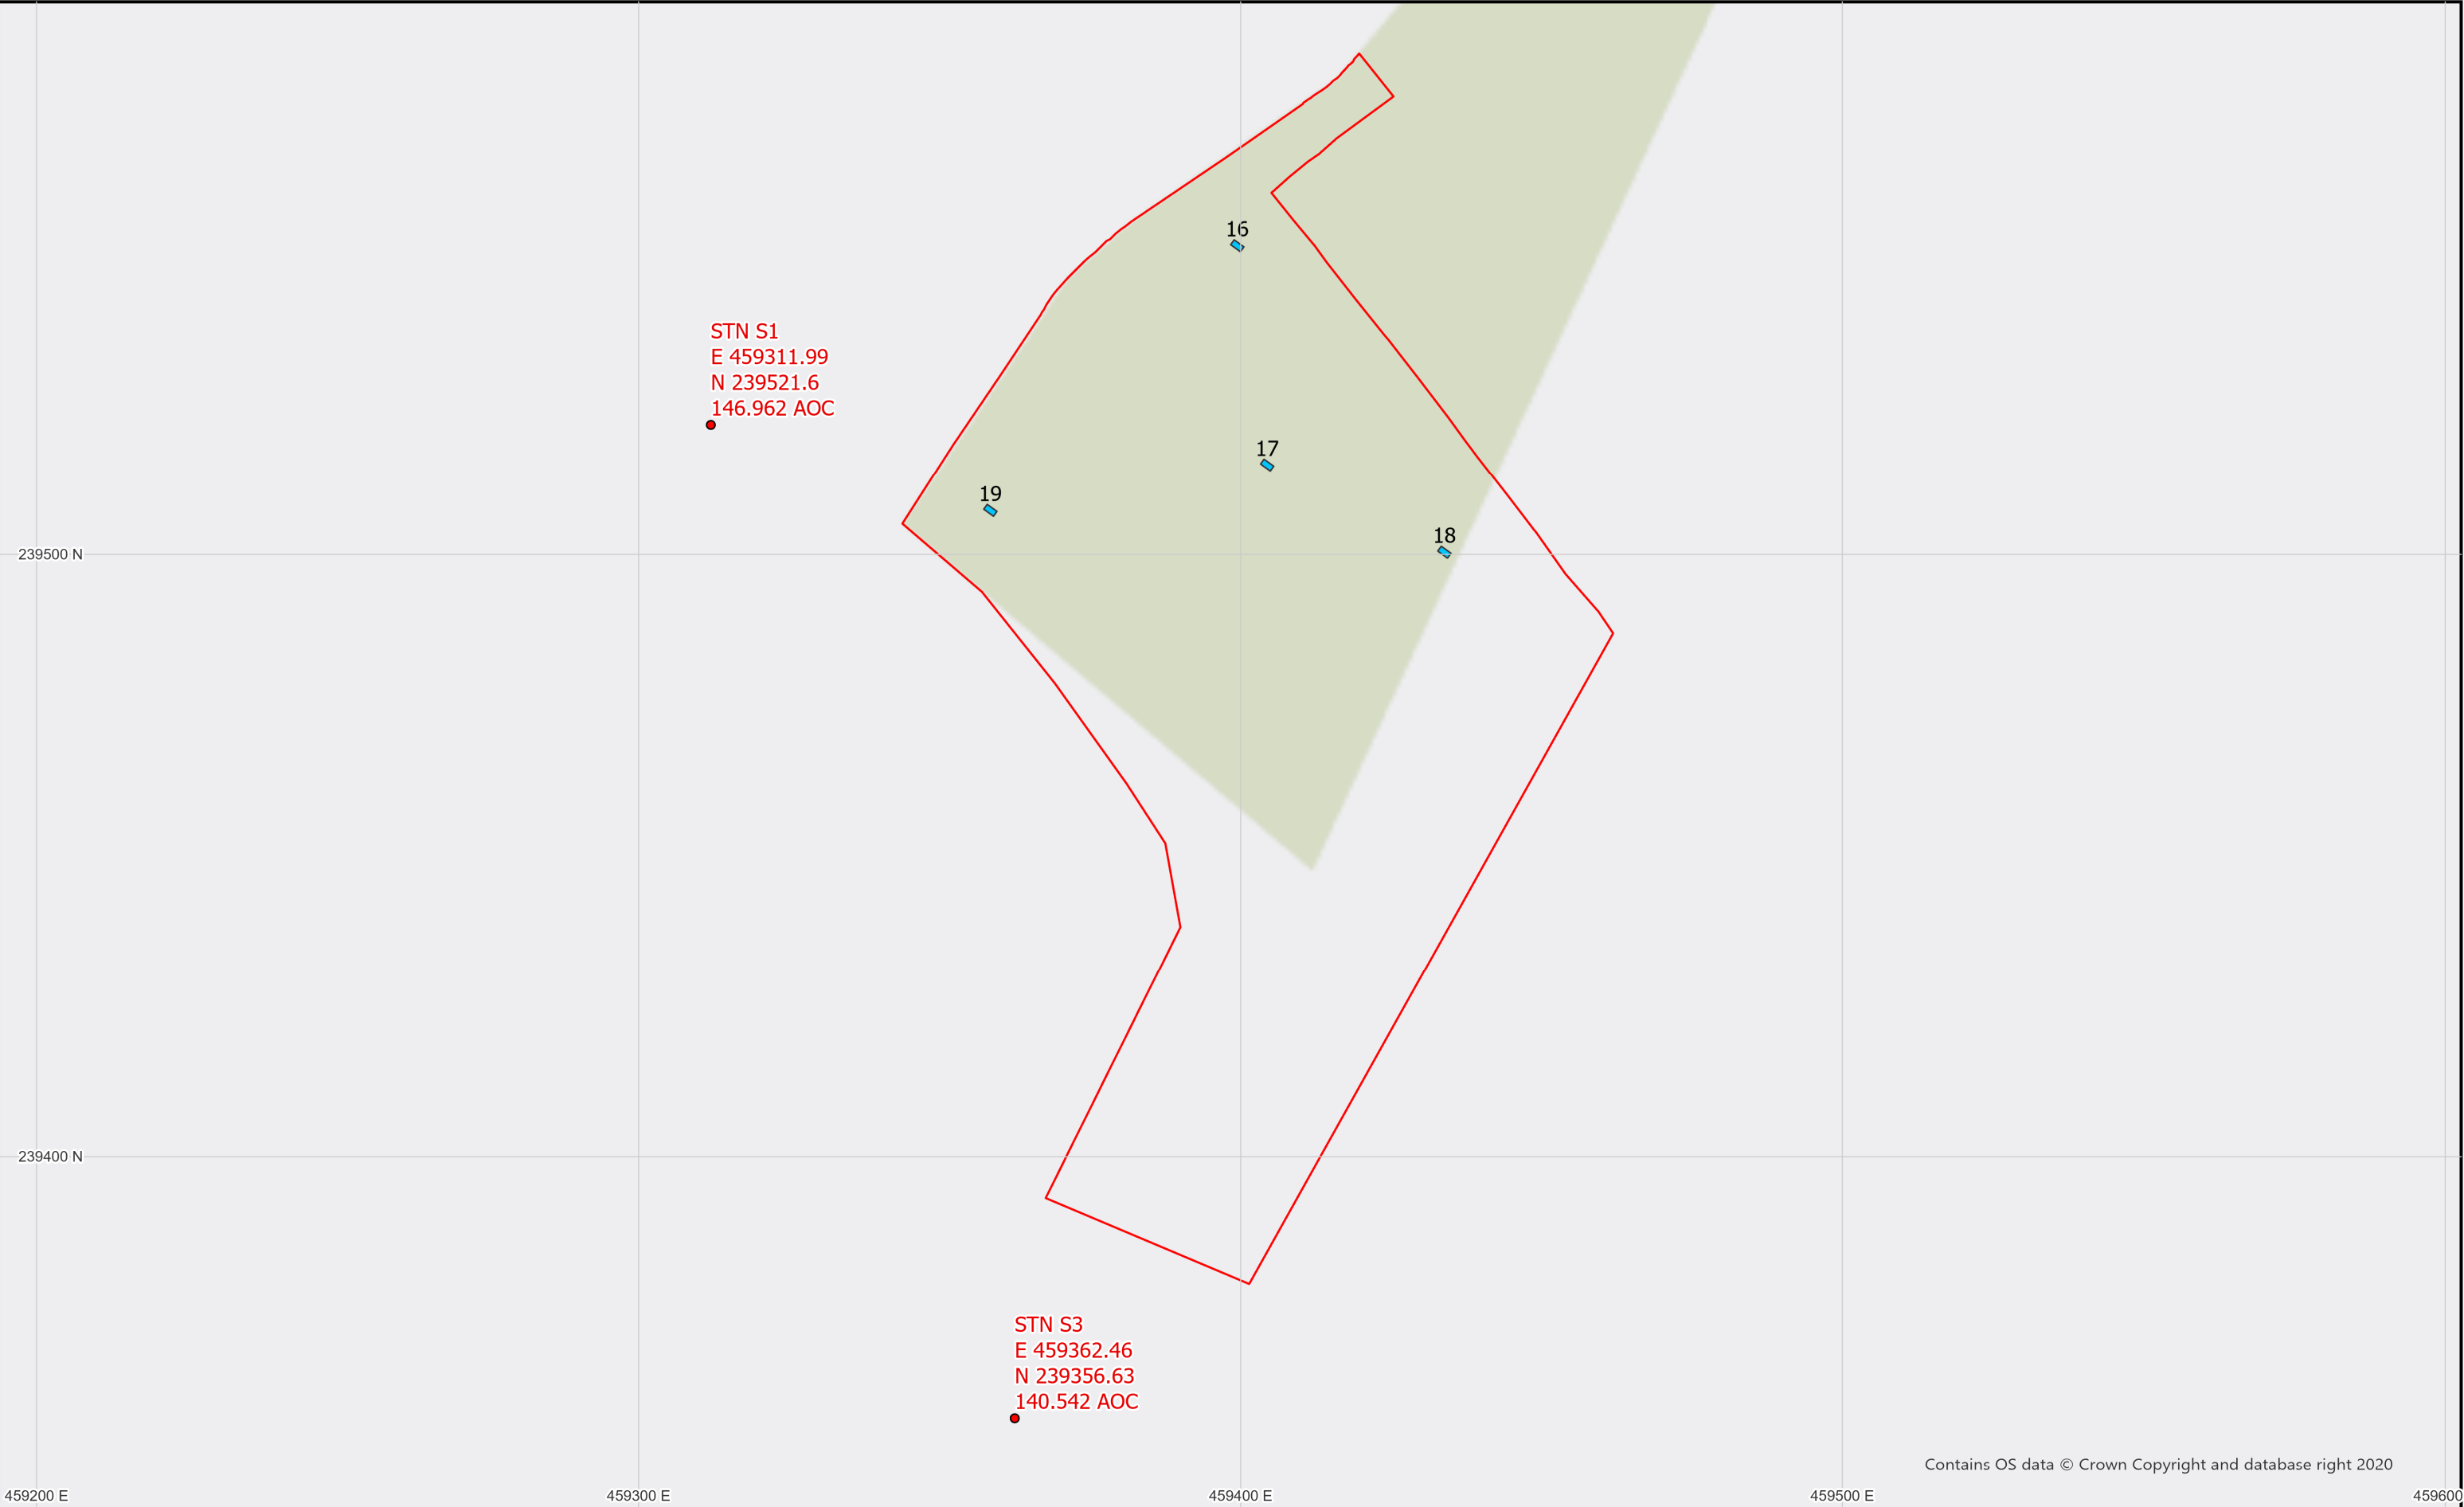 16
STN S1
E 459311.99
N 239521.6
146.962 AOC
17
19
18
239500 N
239400 N
STN S3
E 459362.46
N 239356.63
140.542 AOC
Contains OS data © Crown Copyright and database right 2020
459200 E
459300 E
459400 E
459500 E
459600